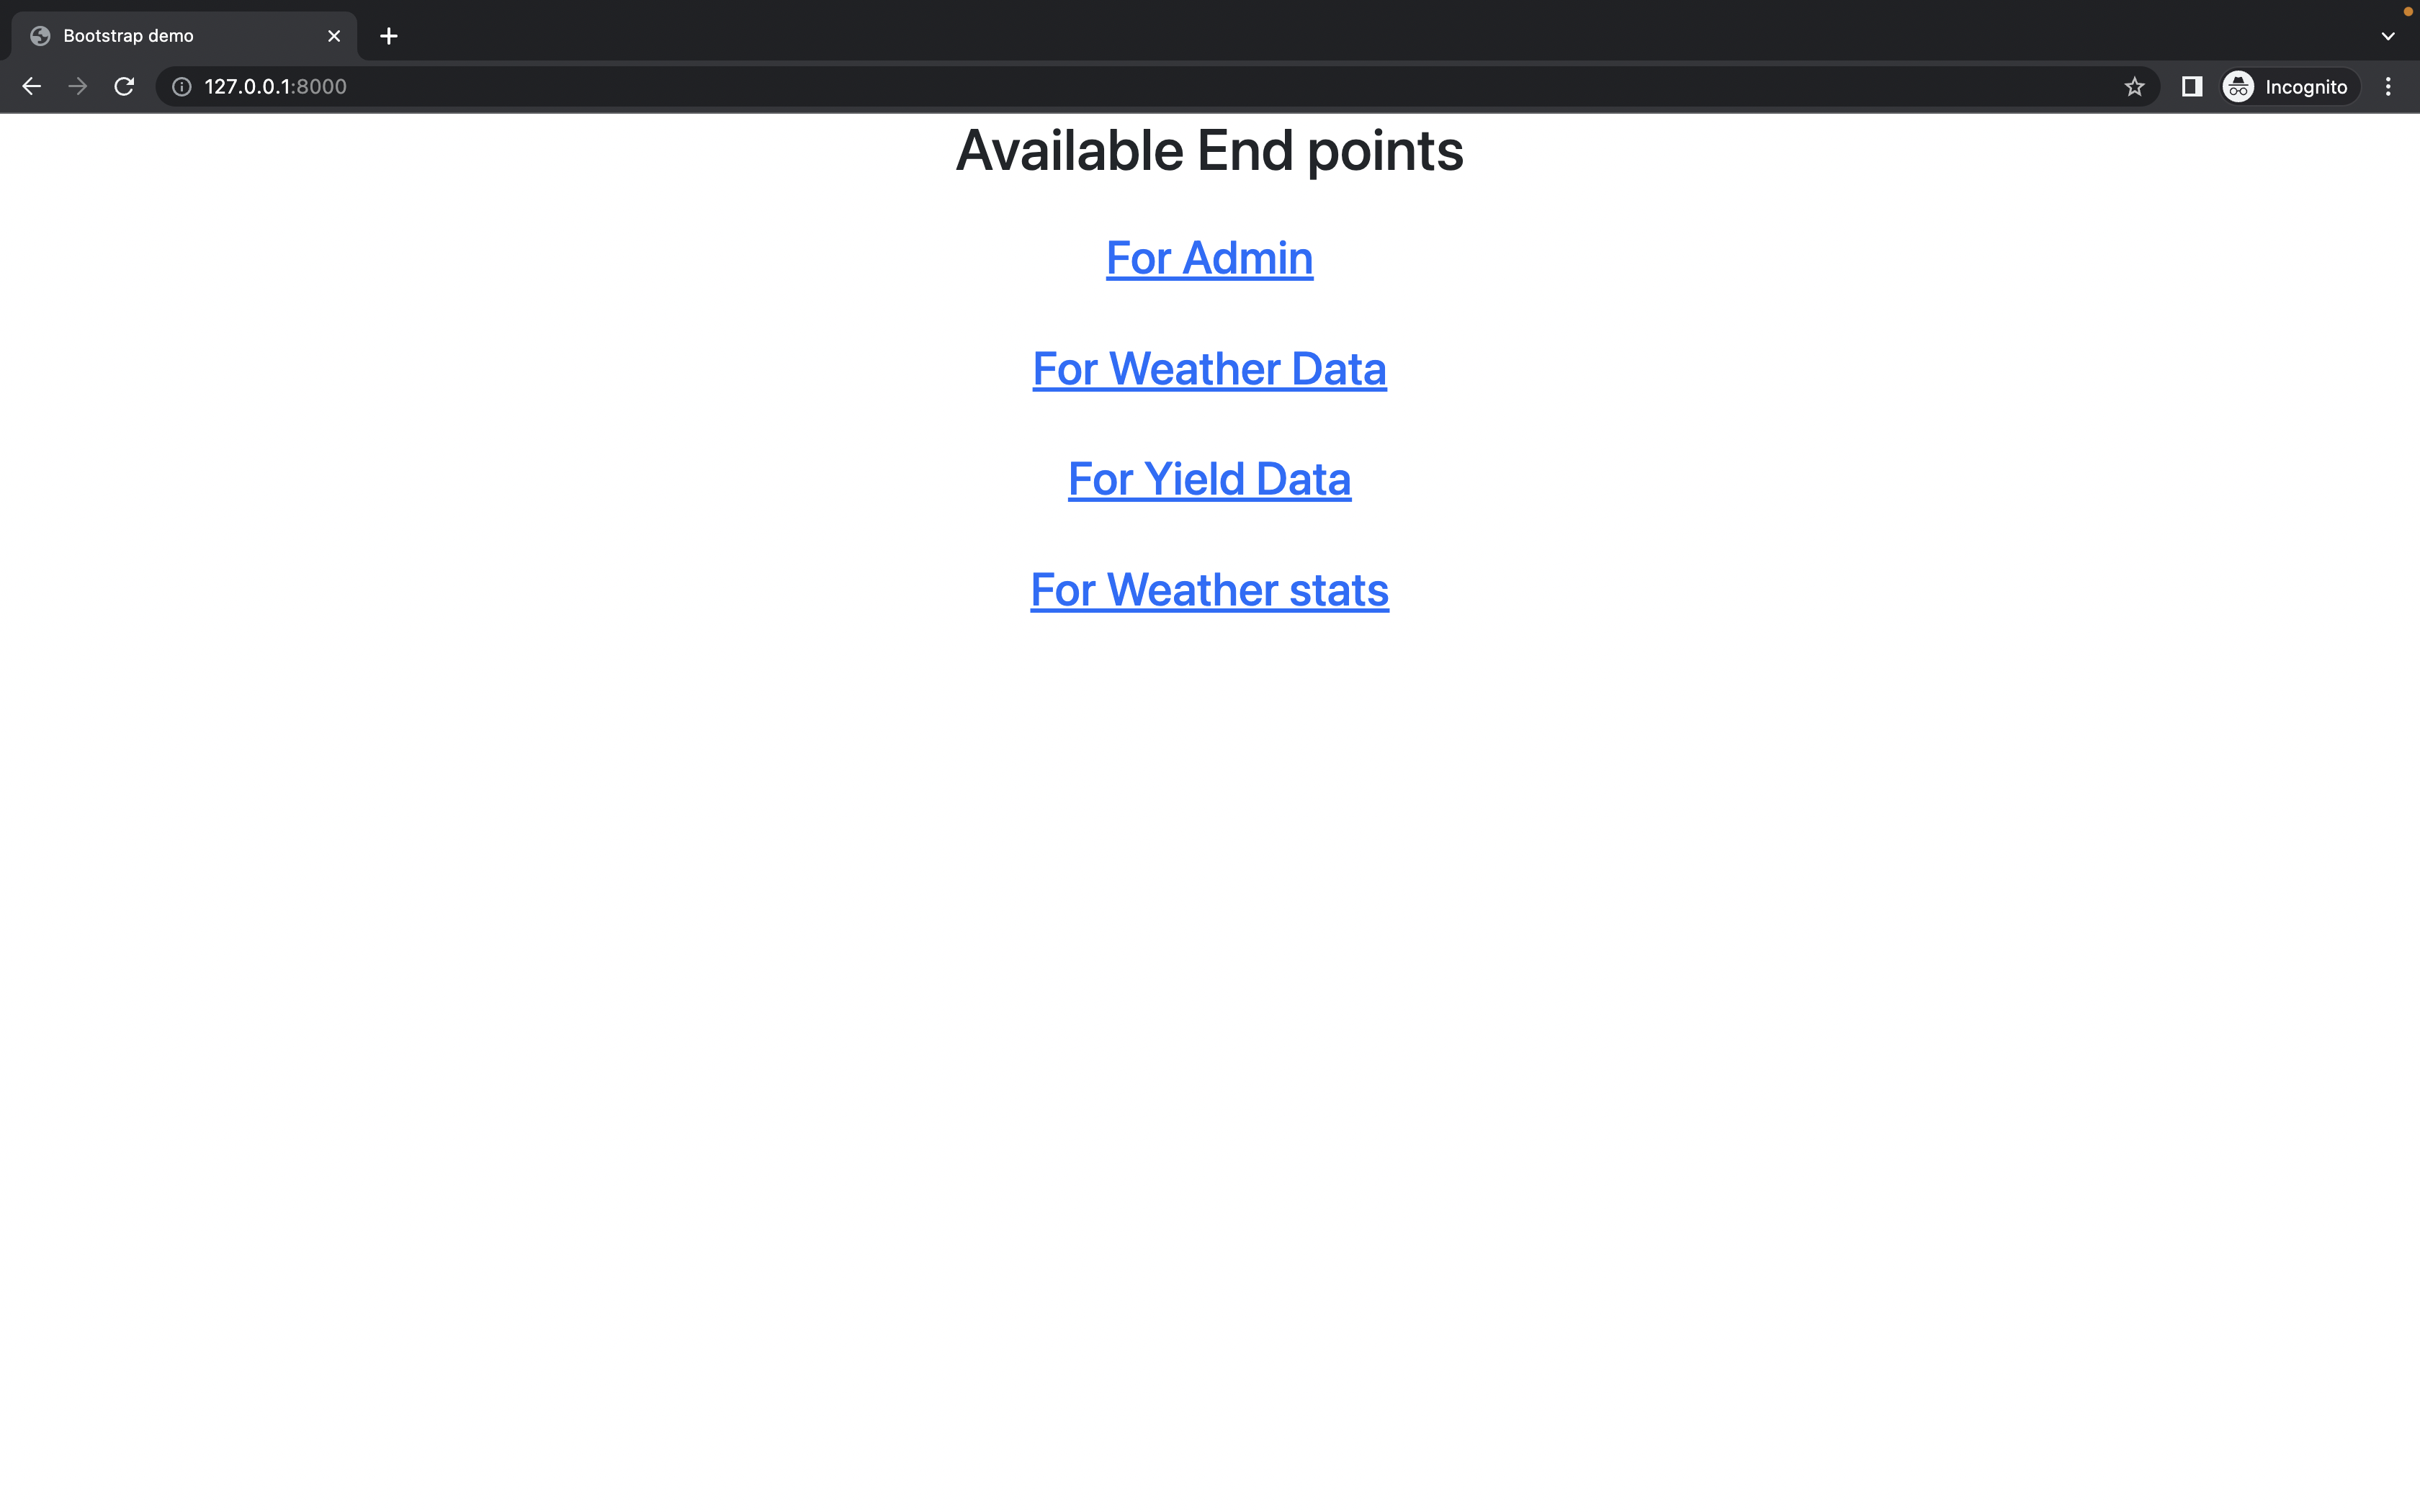 Bootstrap demo
127.0.0.1:8000
Incognito
Available End points
For Admin
For Weather Data
For Yield Data
For Weather stats